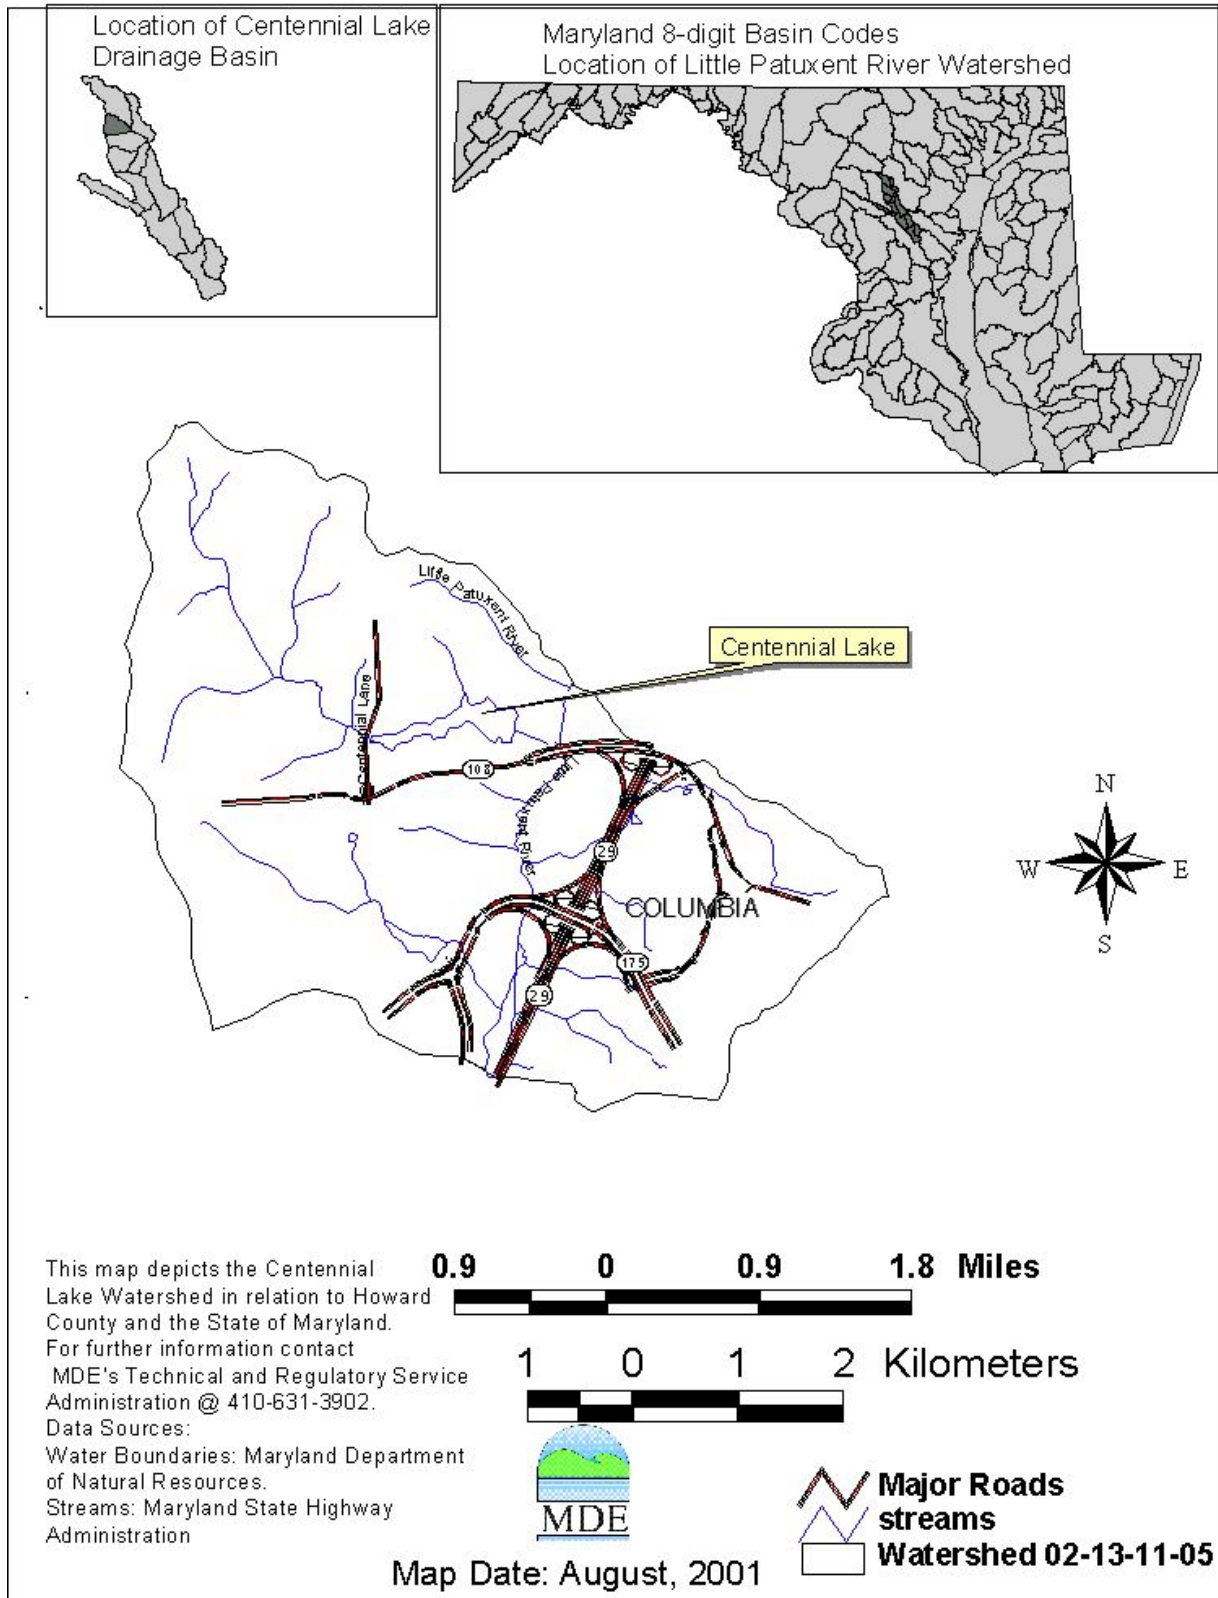 Location of Centennial Lake
Drainage Basin
Maryland 8-digit Basin Codes
Location of Little Patuxent River Watershed
Little Patuxent River
Centennial Lake
Centennial Lane
108
Little Patuxent River
29
COLUMBIA
175
29
N
W
E
S
This map depicts the Centennial
Lake Watershed in relation to Howard
County and the State of Maryland.
For further information contact
MDE's Technical and Regulatory Service
Administration @ 410-631-3902.
Data Sources:
Water Boundaries: Maryland Department
of Natural Resources.
Streams: Maryland State Highway
Administration
0.9 0 0.9 1.8 Miles
1 0 1 2 Kilometers
MDE
Major Roads
streams
Watershed 02-13-11-05
Map Date: August, 2001